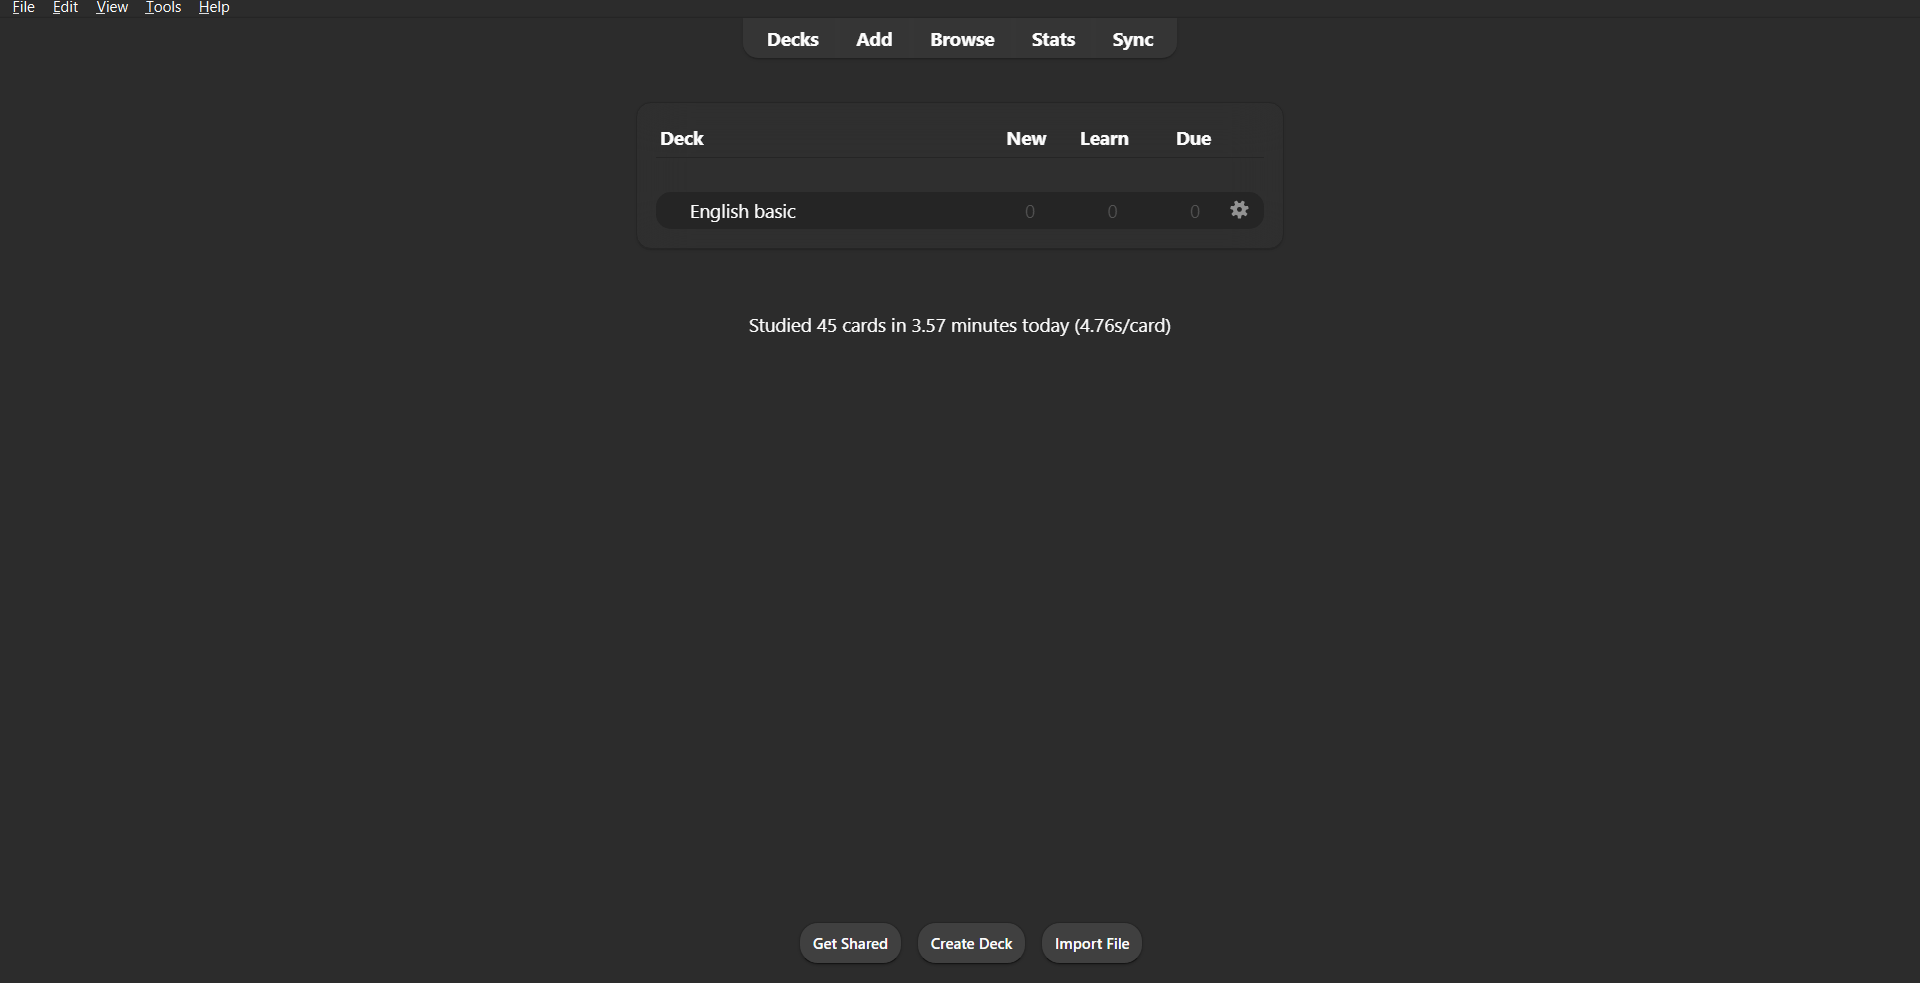 File Edit View Tools Help
Decks Add Browse Stats Sync
Deck New Learn Due
English basic 0 0 0
Studied 45 cards in 3.57 minutes today (4.76s/card)
Get Shared Create Deck Import File